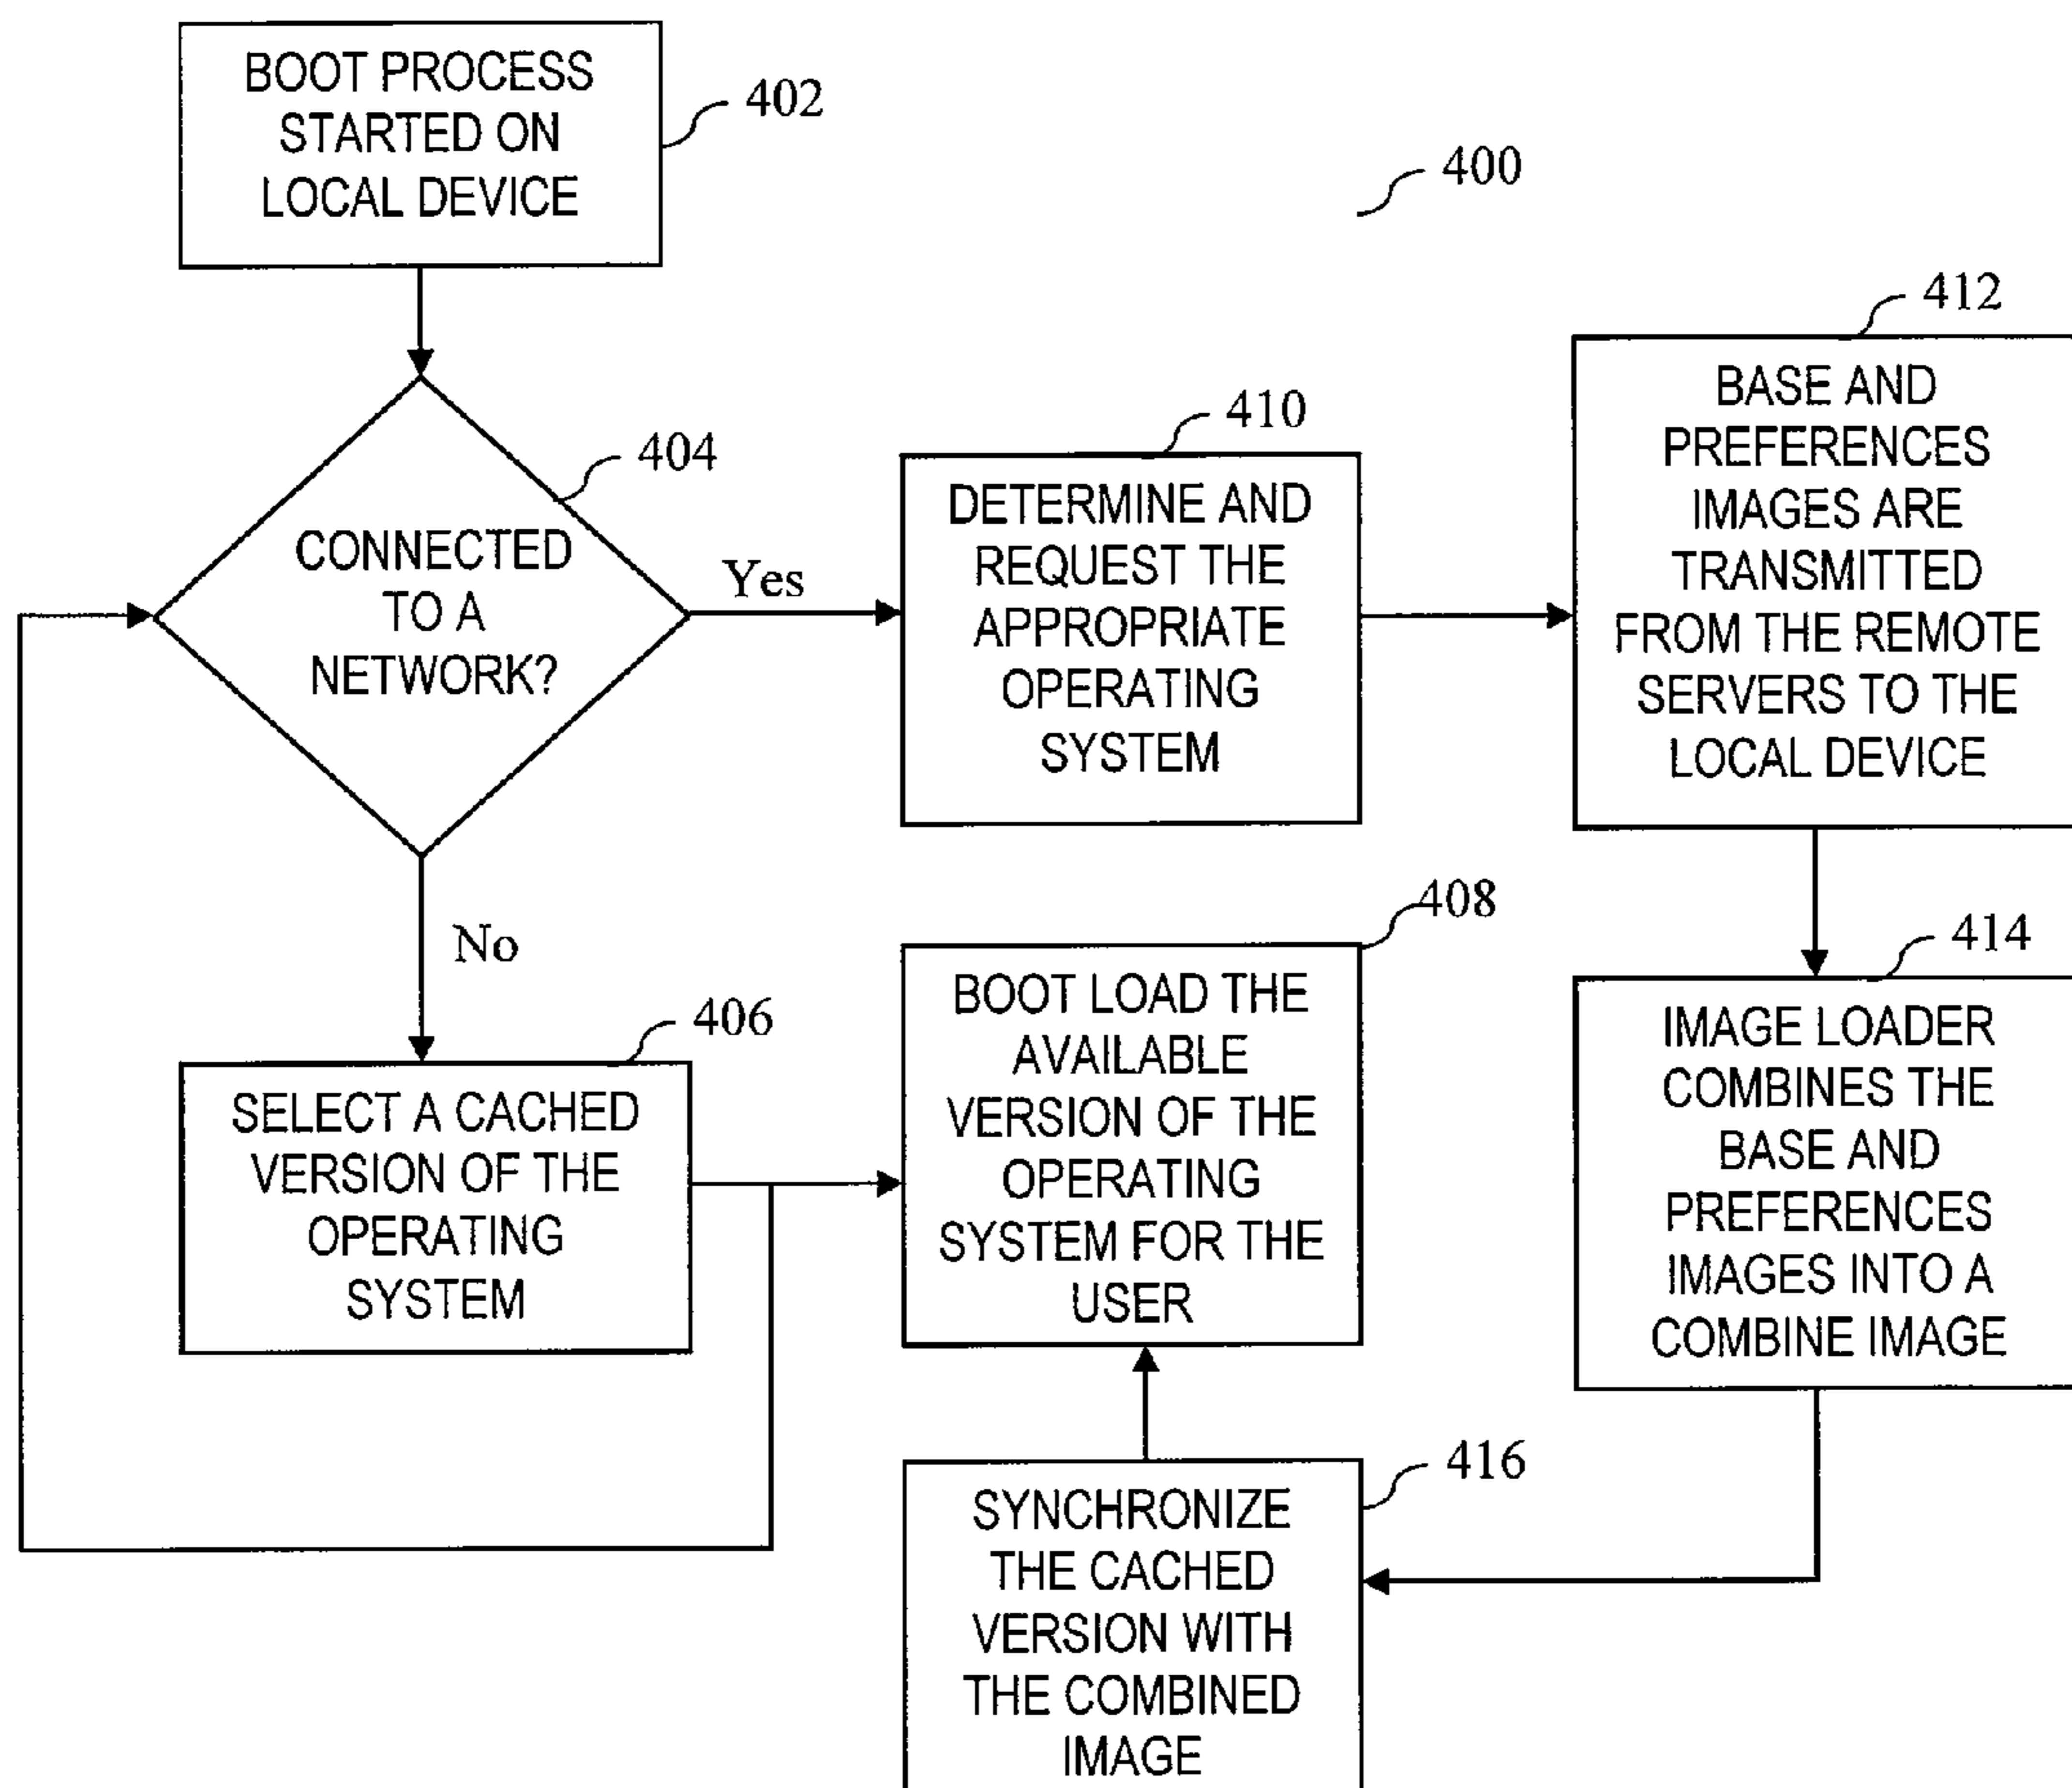 BOOT PROCESS
STARTED ON
LOCAL DEVICE
402
400
CONNECTED
TO A
NETWORK?
404
Yes
No
DETERMINE AND
REQUEST THE
APPROPRIATE
OPERATING
SYSTEM
410
BASE AND
PREFERENCES
IMAGES ARE
TRANSMITTED
FROM THE REMOTE
SERVERS TO THE
LOCAL DEVICE
412
SELECT A CACHED
VERSION OF THE
OPERATING
SYSTEM
406
BOOT LOAD THE
AVAILABLE
VERSION OF THE
OPERATING
SYSTEM FOR THE
USER
408
IMAGE LOADER
COMBINES THE
BASE AND
PREFERENCES
IMAGES INTO A
COMBINE IMAGE
414
SYNCHRONIZE
THE CACHED
VERSION WITH
THE COMBINED
IMAGE
416